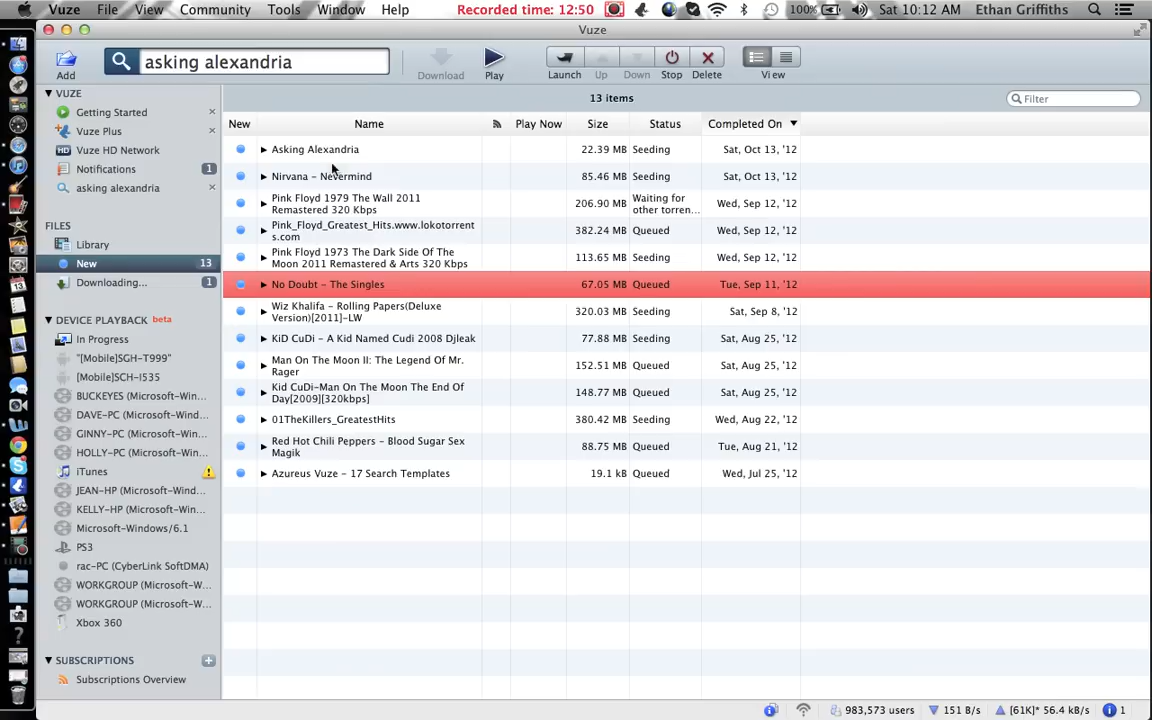 Vuze File Edit View Community Tools Window Help Recorded time: 12:50 100% Sat 10:12 AM Ethan Griffiths
Vuze
asking alexandria
Add Download Play Launch Up Down Stop Delete View
VUZE
Getting Started
Vuze Plus
Vuze HD Network
Notifications 1
asking alexandria
FILES
Library
New 13
Downloading... 1
DEVICE PLAYBACK beta
In Progress
"[Mobile]SGH-T999"
[Mobile]SCH-I535
BUCKEYES (Microsoft-Win...
DAVE-PC (Microsoft-Wind...
GINNY-PC (Microsoft-Win...
HOLLY-PC (Microsoft-Win...
iTunes
JEAN-HP (Microsoft-Wind...
KELLY-HP (Microsoft-Wind...
Microsoft-Windows/6.1
PS3
rac-PC (CyberLink SoftDMA)
WORKGROUP (Microsoft-W...
WORKGROUP (Microsoft-W...
Xbox 360
SUBSCRIPTIONS
Subscriptions Overview
13 items
Filter
New Name Play Now Size Status Completed On
Asking Alexandria 22.39 MB Seeding Sat, Oct 13, '12
Nirvana – Nevermind 85.46 MB Seeding Sat, Oct 13, '12
Pink Floyd 1979 The Wall 2011
Remastered 320 Kbps 206.90 MB Waiting for
other torren... Wed, Sep 12, '12
Pink_Floyd_Greatest_Hits.www.lokotorrent
s.com 382.24 MB Queued Wed, Sep 12, '12
Pink Floyd 1973 The Dark Side Of The
Moon 2011 Remastered & Arts 320 Kbps 113.65 MB Queued Wed, Sep 12, '12
No Doubt – The Singles 67.05 MB Queued Tue, Sep 11, '12
Wiz Khalifa – Rolling Papers(Deluxe
Version)[2011]-LW 320.03 MB Seeding Sat, Sep 8, '12
KiD CuDi – A Kid Named Cudi 2008 Djleak 77.88 MB Seeding Sat, Aug 25, '12
Man On The Moon II: The Legend Of Mr.
Rager 152.51 MB Queued Sat, Aug 25, '12
Kid CuDi-Man On The Moon The End Of
Day[2009][320kbps] 148.77 MB Queued Sat, Aug 25, '12
01TheKillers_GreatestHits 380.42 MB Seeding Wed, Aug 22, '12
Red Hot Chili Peppers – Blood Sugar Sex
Magik 88.75 MB Queued Tue, Aug 21, '12
Azureus Vuze – 17 Search Templates 19.1 kB Queued Wed, Jul 25, '12
983,573 users 151 B/s [61K]* 56.4 kB/s 1